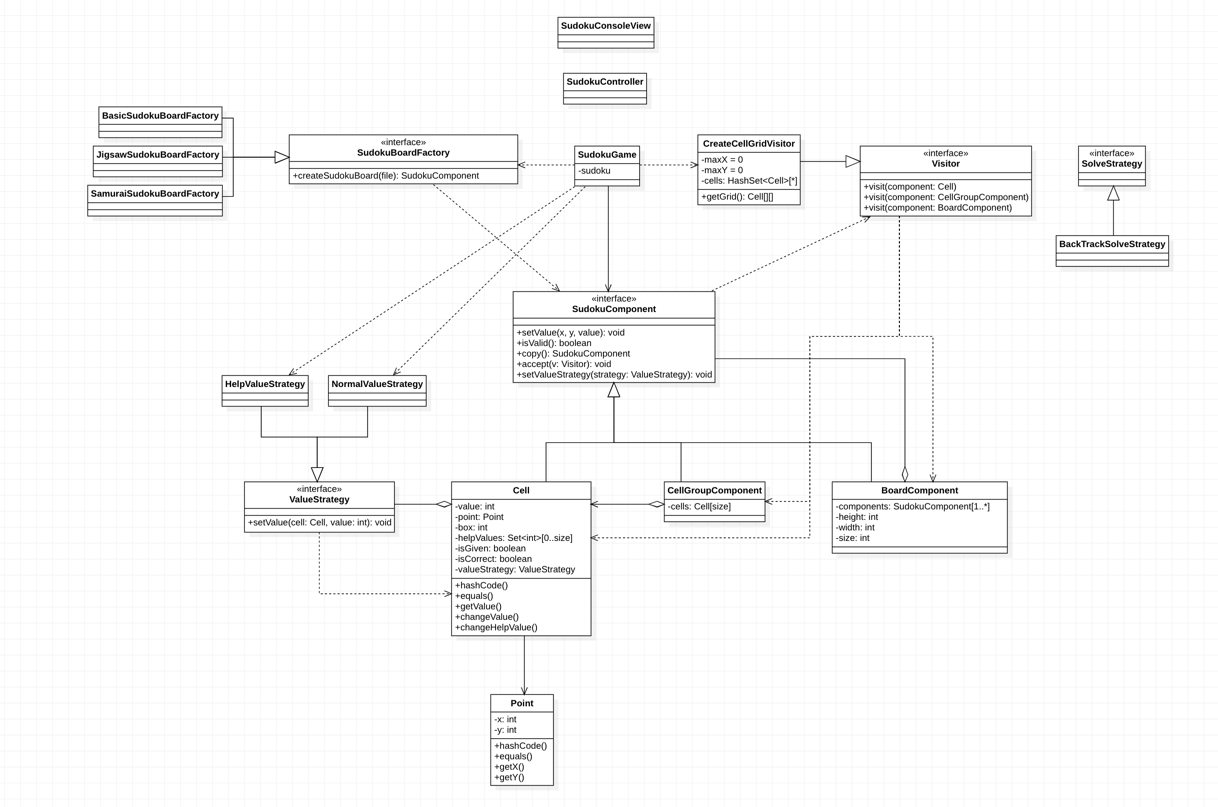 SudokuConsoleView
SudokuController
BasicSudokuBoardFactory
JigsawSudokuBoardFactory
SamuraiSudokuBoardFactory
«interface»
SudokuBoardFactory
+createSudokuBoard(file): SudokuComponent
SudokuGame
-sudoku
CreateCellGridVisitor
-maxX = 0
-maxY = 0
-cells: HashSet<Cell>[*]
+getGrid(): Cell[][]
«interface»
Visitor
+visit(component: Cell)
+visit(component: CellGroupComponent)
+visit(component: BoardComponent)
«interface»
SolveStrategy
BackTrackSolveStrategy
«interface»
SudokuComponent
+setValue(x, y, value): void
+isValid(): boolean
+copy(): SudokuComponent
+accept(v: Visitor): void
+setValueStrategy(strategy: ValueStrategy): void
HelpValueStrategy
NormalValueStrategy
«interface»
ValueStrategy
+setValue(cell: Cell, value: int): void
Cell
-value: int
-point: Point
-box: int
-helpValues: Set<int>[0..size]
-isGiven: boolean
-isCorrect: boolean
-valueStrategy: ValueStrategy
+hashCode()
+equals()
+getValue()
+changeValue()
+changeHelpValue()
CellGroupComponent
-cells: Cell[size]
BoardComponent
-components: SudokuComponent[1..*]
-height: int
-width: int
-size: int
Point
-x: int
-y: int
+hashCode()
+equals()
+getX()
+getY()